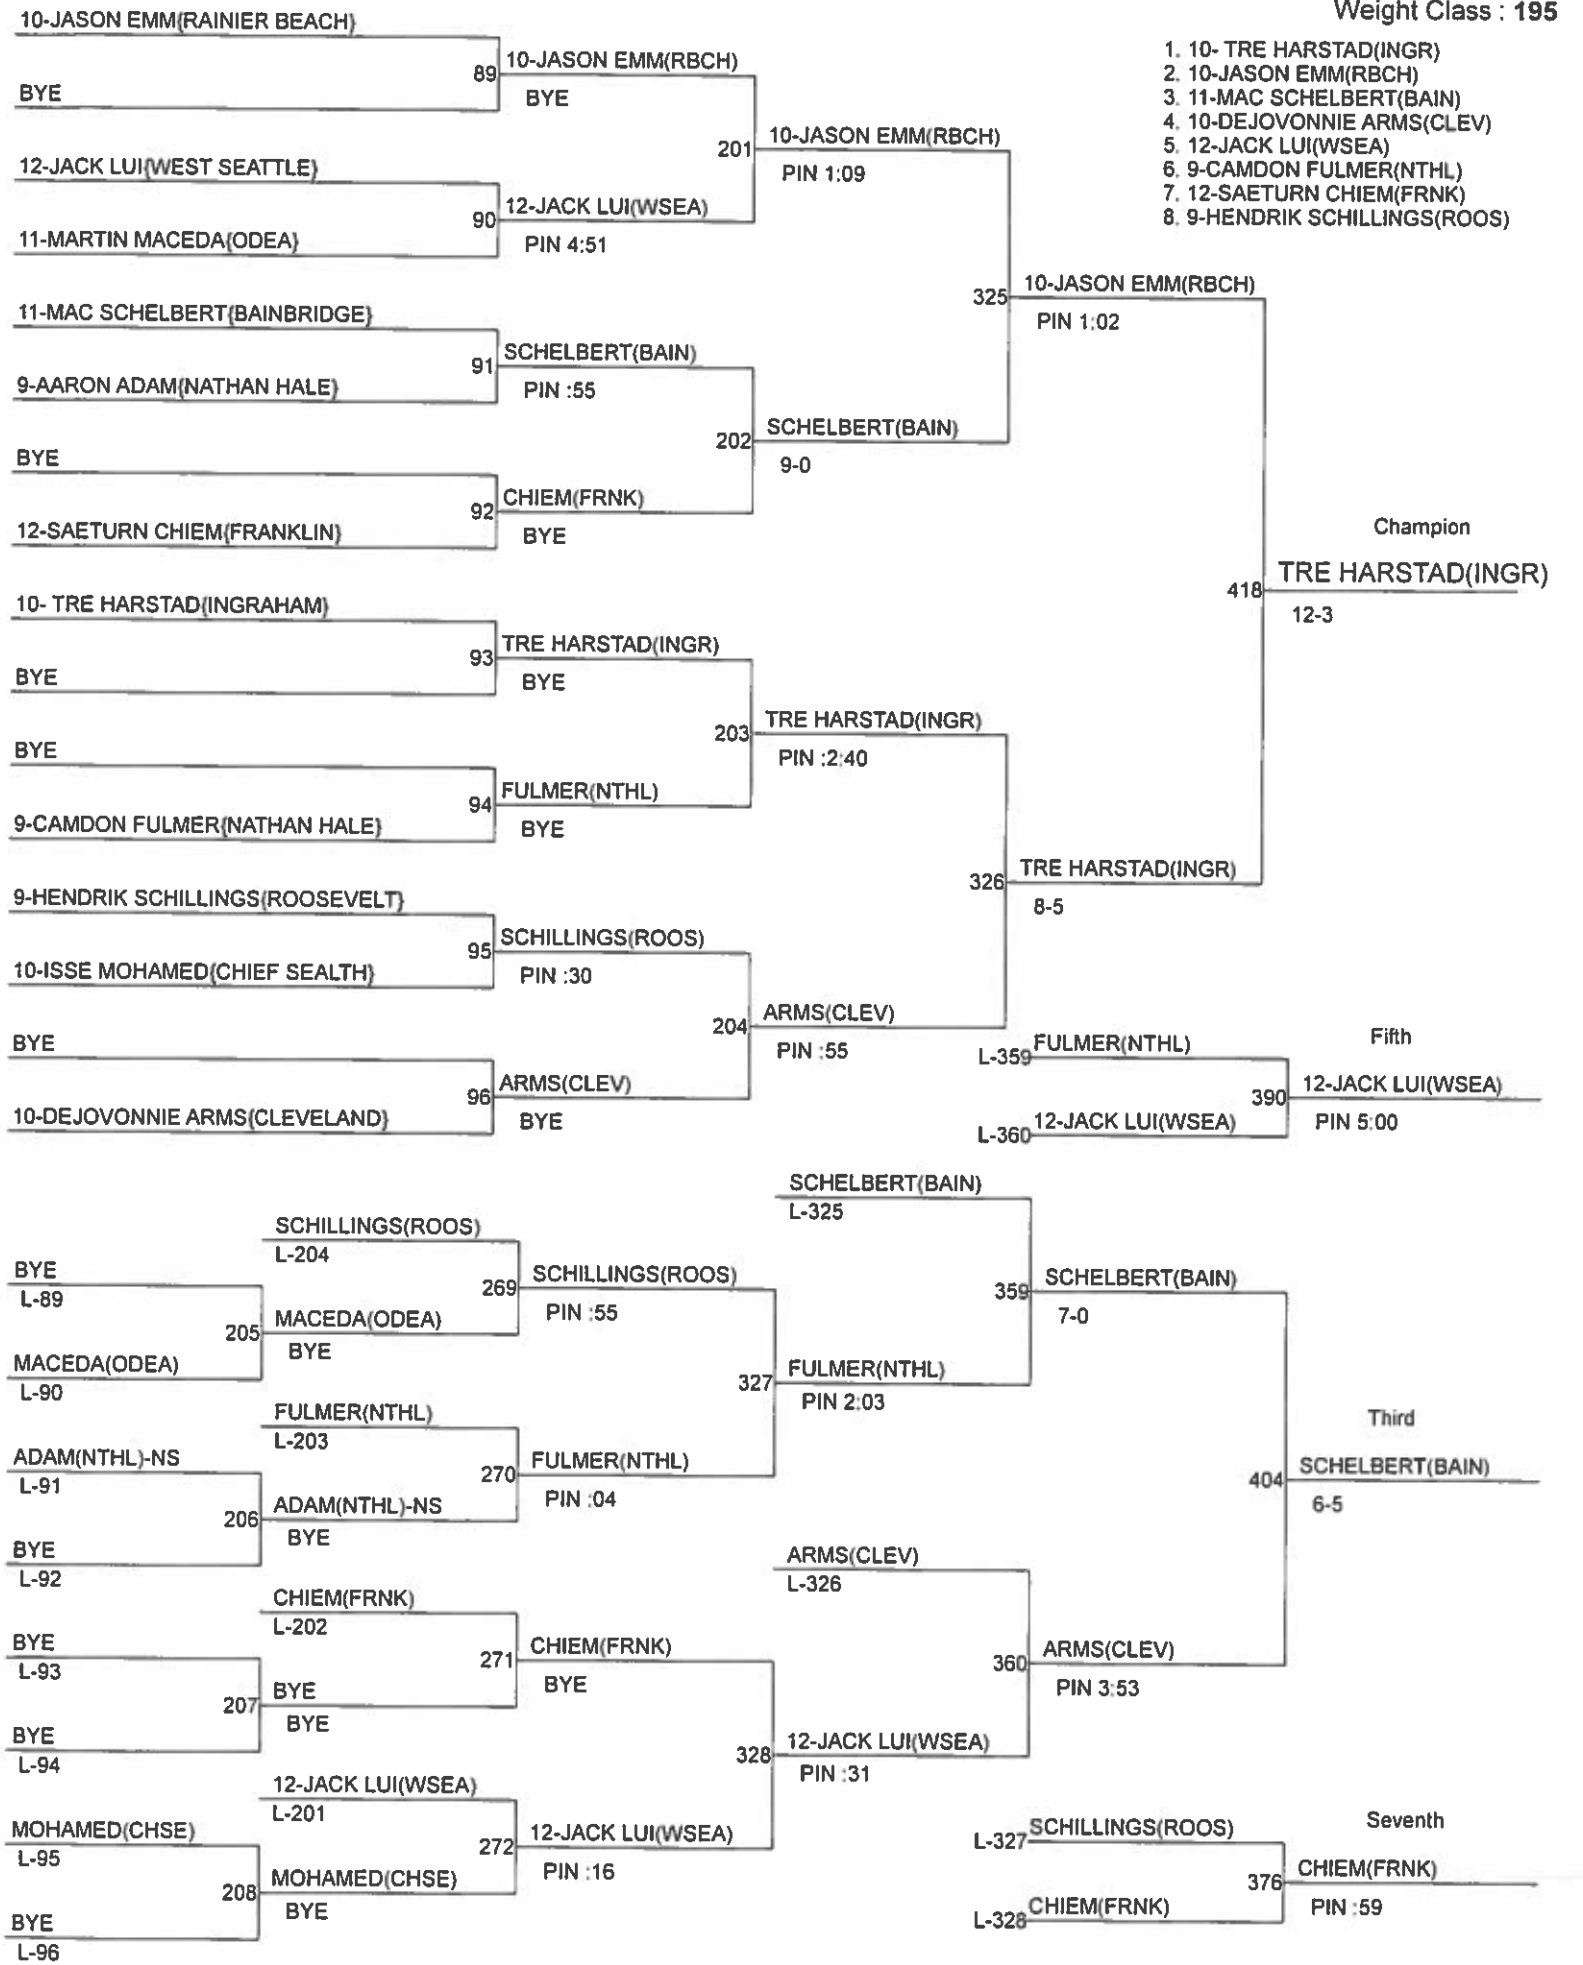 Weight Class : 195
1. 10- TRE HARSTAD(INGR)
2. 10-JASON EMM(RBCH)
3. 11-MAC SCHELBERT(BAIN)
4. 10-DEJOVONNIE ARMS(CLEV)
5. 12-JACK LUI(WSEA)
6. 9-CAMDON FULMER(NTHL)
7. 12-SAETURN CHIEM(FRNK)
8. 9-HENDRIK SCHILLINGS(ROOS)
10-JASON EMM{RAINIER BEACH}
89 10-JASON EMM(RBCH)
BYE
BYE
201 10-JASON EMM(RBCH)
PIN 1:09
12-JACK LUI{WEST SEATTLE}
90 12-JACK LUI(WSEA)
PIN 4:51
11-MARTIN MACEDA{ODEA}
325 10-JASON EMM(RBCH)
PIN 1:02
11-MAC SCHELBERT{BAINBRIDGE}
91 SCHELBERT(BAIN)
PIN :55
9-AARON ADAM{NATHAN HALE}
202 SCHELBERT(BAIN)
9-0
BYE
92 CHIEM(FRNK)
BYE
12-SAETURN CHIEM{FRANKLIN}
Champion
418 TRE HARSTAD(INGR)
12-3
10- TRE HARSTAD{INGRAHAM}
93 TRE HARSTAD(INGR)
BYE
BYE
203 TRE HARSTAD(INGR)
PIN :2:40
BYE
94 FULMER(NTHL)
BYE
9-CAMDON FULMER{NATHAN HALE}
326 TRE HARSTAD(INGR)
8-5
9-HENDRIK SCHILLINGS{ROOSEVELT}
95 SCHILLINGS(ROOS)
PIN :30
10-ISSE MOHAMED{CHIEF SEALTH}
204 ARMS(CLEV)
PIN :55
BYE
96 ARMS(CLEV)
BYE
10-DEJOVONNIE ARMS{CLEVELAND}
Fifth
L-359 FULMER(NTHL)
390 12-JACK LUI(WSEA)
PIN 5:00
L-360 12-JACK LUI(WSEA)
SCHELBERT(BAIN)
L-325
SCHILLINGS(ROOS)
L-204
BYE
L-89
269 SCHILLINGS(ROOS)
PIN :55
359 SCHELBERT(BAIN)
7-0
205 MACEDA(ODEA)
BYE
MACEDA(ODEA)
L-90
327 FULMER(NTHL)
PIN 2:03
FULMER(NTHL)
L-203
Third
ADAM(NTHL)-NS
L-91
270 FULMER(NTHL)
PIN :04
404 SCHELBERT(BAIN)
6-5
206 ADAM(NTHL)-NS
BYE
BYE
L-92
ARMS(CLEV)
L-326
CHIEM(FRNK)
L-202
BYE
L-93
271 CHIEM(FRNK)
BYE
360 ARMS(CLEV)
PIN 3:53
207 BYE
BYE
BYE
L-94
328 12-JACK LUI(WSEA)
PIN :31
12-JACK LUI(WSEA)
L-201
MOHAMED(CHSE)
L-95
272 12-JACK LUI(WSEA)
PIN :16
208 MOHAMED(CHSE)
BYE
BYE
L-96
Seventh
L-327 SCHILLINGS(ROOS)
376 CHIEM(FRNK)
PIN :59
L-328 CHIEM(FRNK)